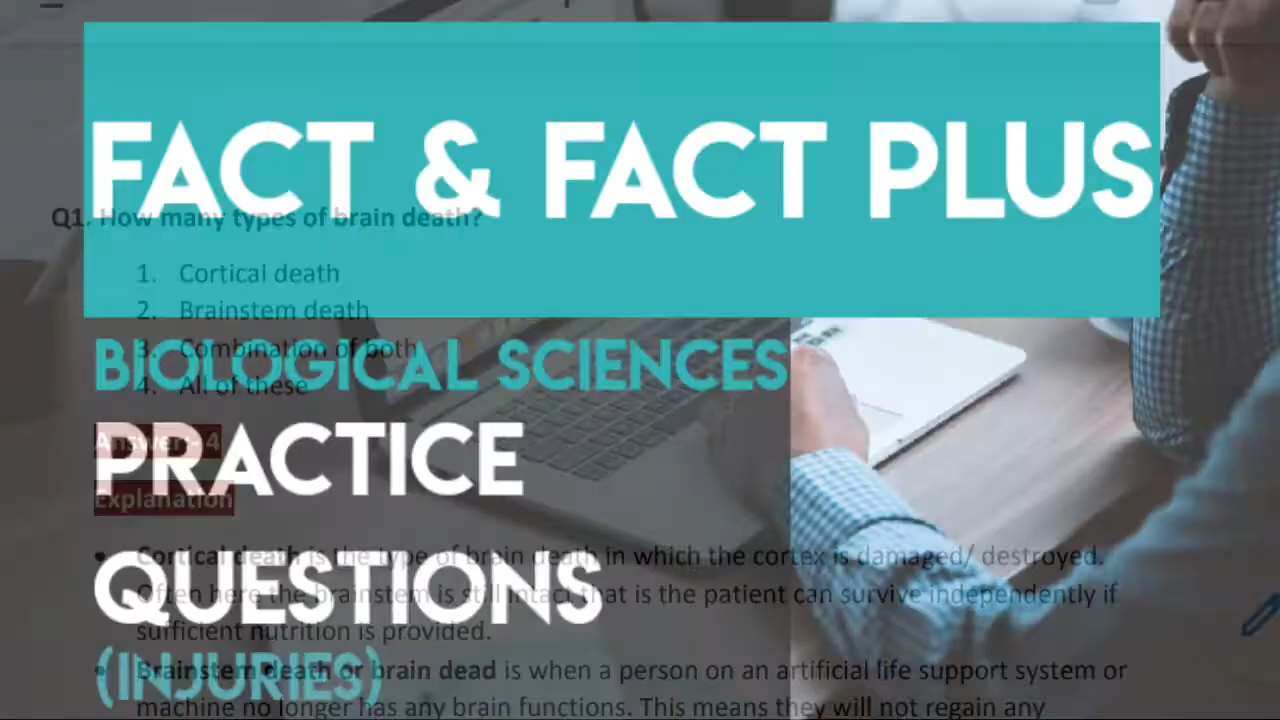 FACT & FACT PLUS
Q1. How many types of brain death?
1. Cortical death
2. Brainstem death
3. Combination of both
BIOLOGICAL SCIENCES
4. All of these
Answer- 4
PRACTICE
Explanation
• Cortical death is the type of brain death in which the cortex is damaged/ destroyed.
QUESTIONS
Often here the brainstem is still intact that is the patient can survive independently if
sufficient nutrition is provided.
• Brainstem death or brain dead is when a person on an artificial life support system or
(INJURIES)
machine no longer has any brain functions. This means they will not regain any